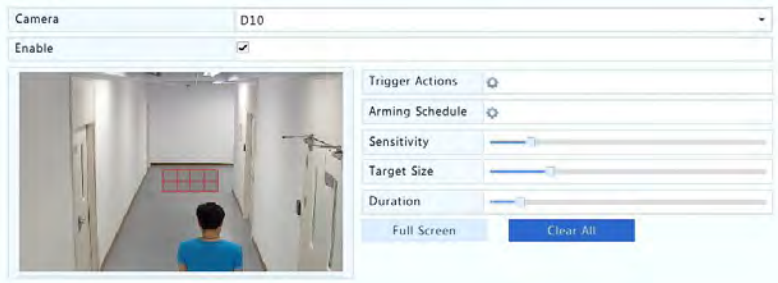 Camera D10
Enable
Trigger Actions
Arming Schedule
Sensitivity
Target Size
Duration
Full Screen Clear All